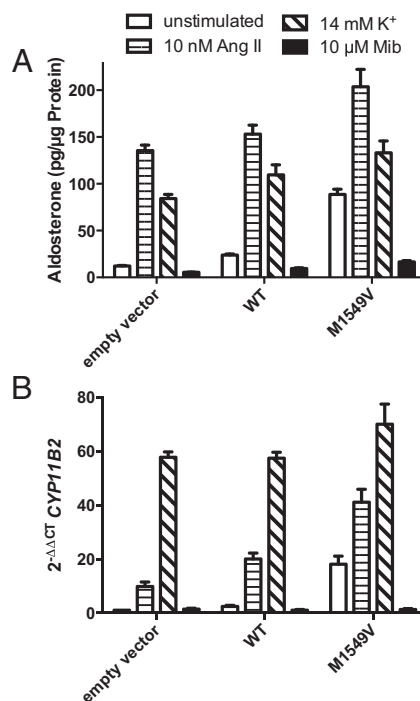 unstimulated 14 mM K⁺
10 nM Ang II 10 μM Mib
A
Aldosterone (pg/μg Protein)
200
150
100
50
0
empty vector
WT
M1549V
B
2^-ΔΔCT CYP11B2
80
60
40
20
0
empty vector
WT
M1549V